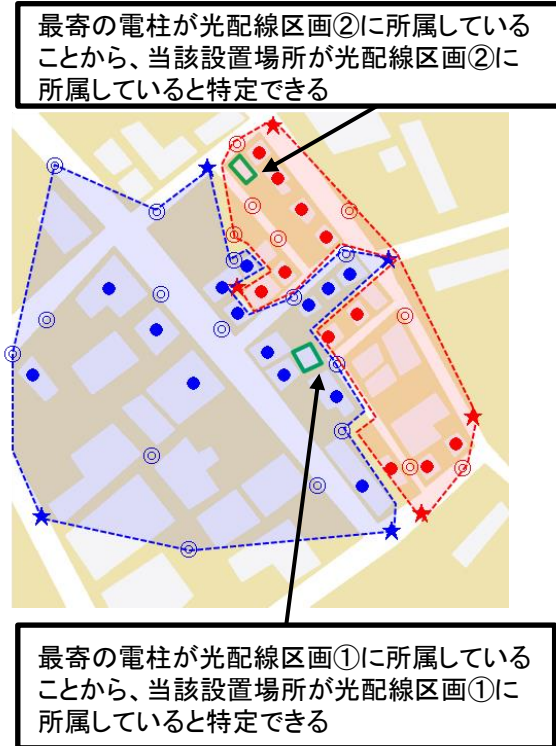 最寄の電柱が光配線区画②に所属している
ことから、当該設置場所が光配線区画②に
所属していると特定できる
最寄の電柱が光配線区画①に所属している
ことから、当該設置場所が光配線区画①に
所属していると特定できる